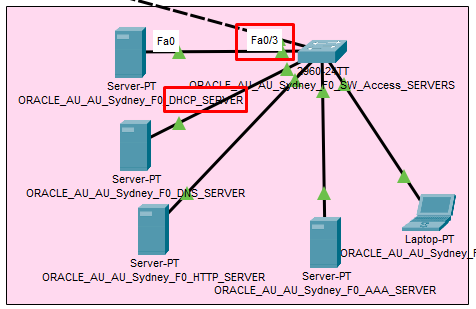 Fa0
Fa0/3
Server-PT
ORACLE_AU_AU_Sydney_F0_DHCP_SERVER
2960-24TT
ORACLE_AU_AU_Sydney_F0_SW_Access_SERVERS
Server-PT
ORACLE_AU_AU_Sydney_F0_DNS_SERVER
Server-PT
ORACLE_AU_AU_Sydney_F0_HTTP_SERVER
Server-PT
ORACLE_AU_AU_Sydney_F0_AAA_SERVER
Laptop-PT
ORACLE_AU_AU_Sydney_F